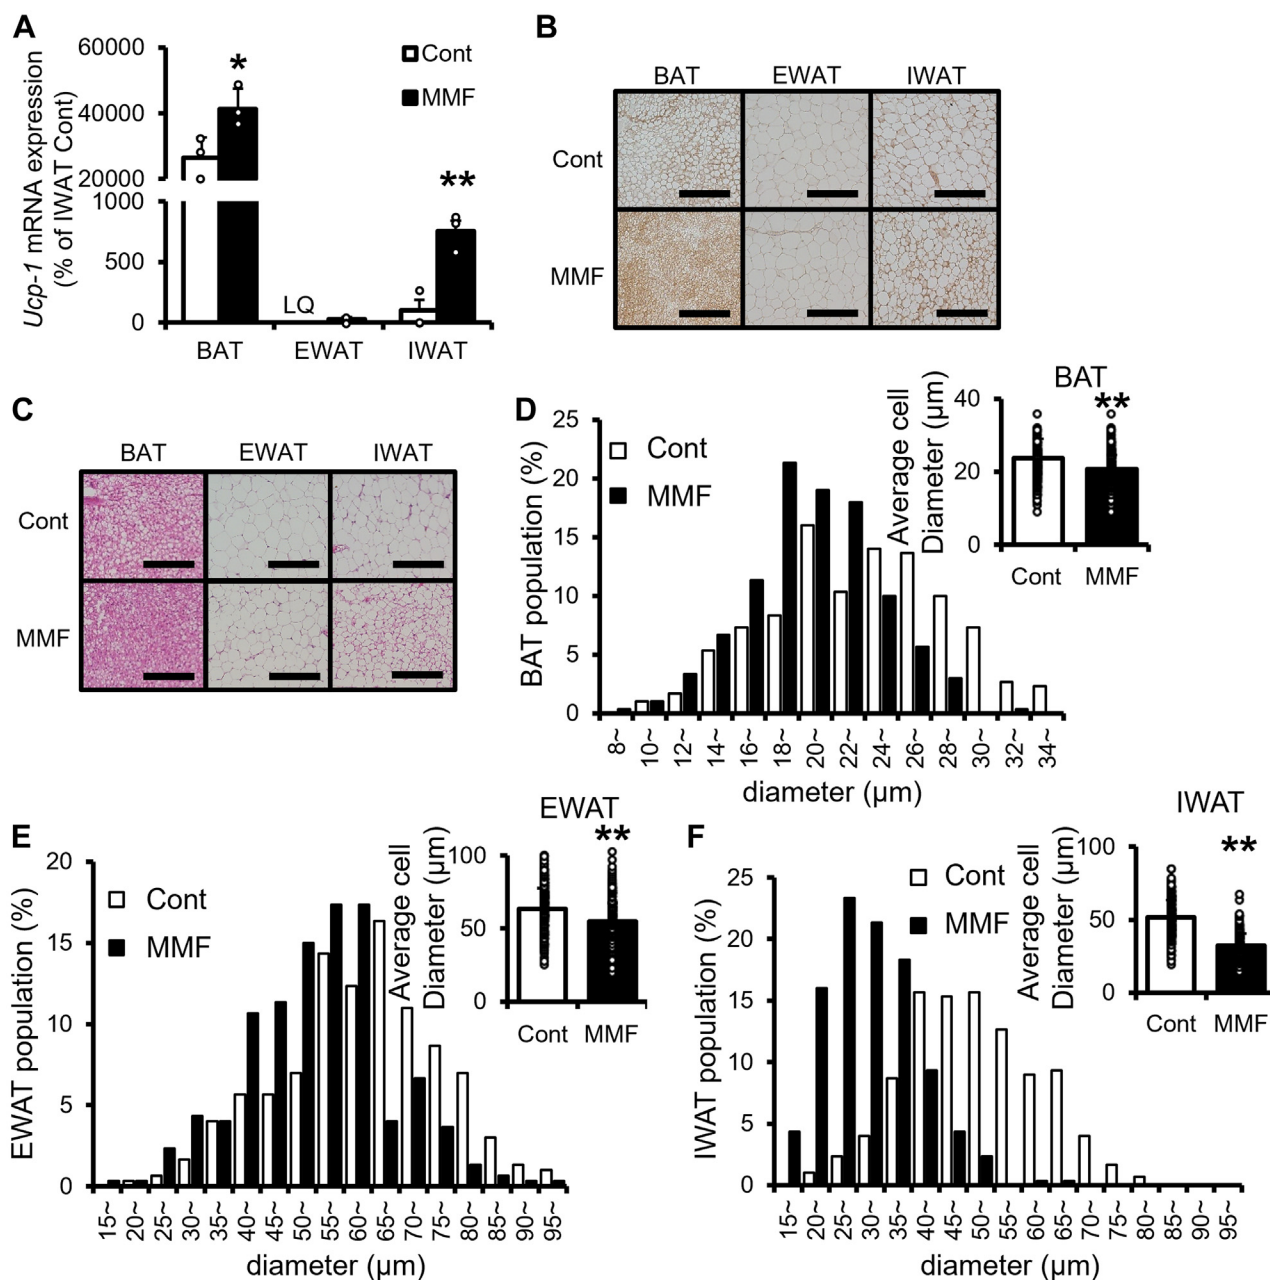 A
Ucp-1 mRNA expression
(% of IWAT Cont)
60000
40000
20000
1000
500
0
*
**
LQ
Cont
MMF
BAT
EWAT
IWAT
B
BAT
EWAT
IWAT
Cont
MMF
C
BAT
EWAT
IWAT
Cont
MMF
D
BAT population (%)
25
20
15
10
5
0
Cont
MMF
8~
10~
12~
14~
16~
18~
20~
22~
24~
26~
28~
30~
32~
34~
diameter (µm)
BAT
Average cell
Diameter (µm)
40
20
0
**
Cont
MMF
E
EWAT population (%)
20
15
10
5
0
Cont
MMF
15~
20~
25~
30~
35~
40~
45~
50~
55~
60~
65~
70~
75~
80~
85~
90~
95~
diameter (µm)
EWAT
Average cell
Diameter (µm)
100
50
0
**
Cont
MMF
F
IWAT population (%)
25
20
15
10
5
0
Cont
MMF
15~
20~
25~
30~
35~
40~
45~
50~
55~
60~
65~
70~
75~
80~
85~
90~
95~
diameter (µm)
IWAT
Average cell
Diameter (µm)
100
50
0
**
Cont
MMF